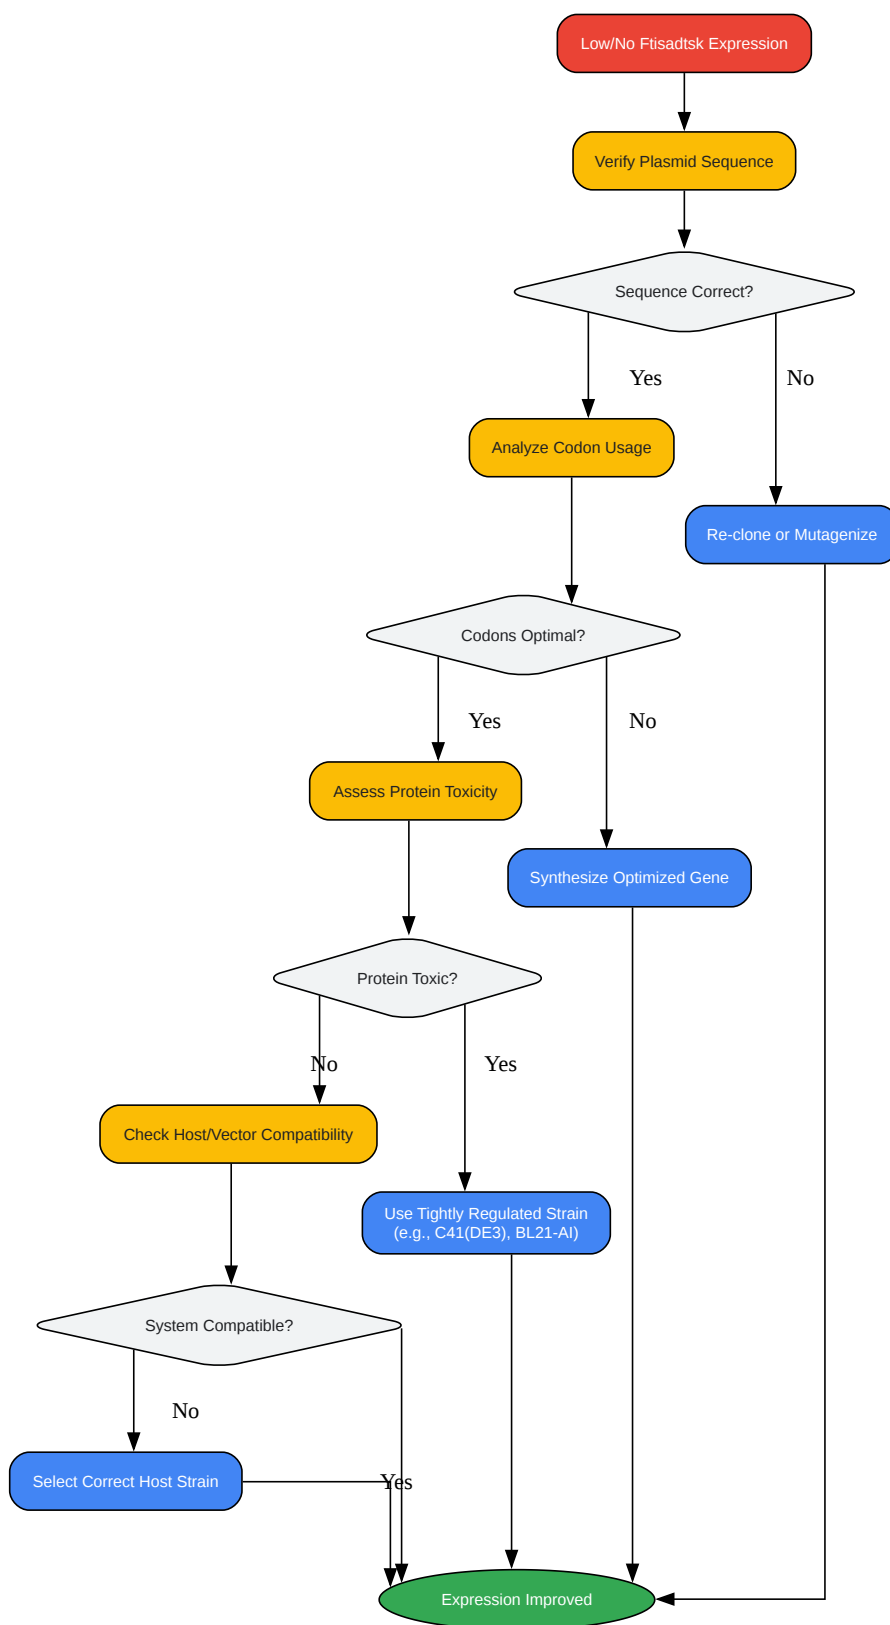 Low/No Ftisadtsk Expression
Verify Plasmid Sequence
Sequence Correct?
Yes
No
Analyze Codon Usage
Re-clone or Mutagenize
Codons Optimal?
Yes
No
Assess Protein Toxicity
Synthesize Optimized Gene
Protein Toxic?
No
Yes
Check Host/Vector Compatibility
Use Tightly Regulated Strain
(e.g., C41(DE3), BL21-AI)
System Compatible?
No
Select Correct Host Strain
Yes
Expression Improved